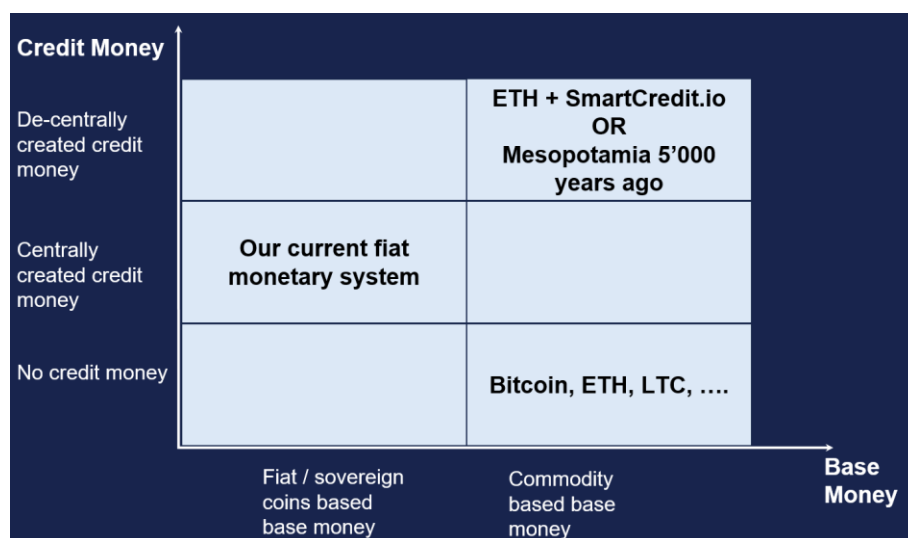 Credit Money
De-centrally
created credit
money
ETH + SmartCredit.io
OR
Mesopotamia 5’000
years ago
Centrally
created credit
money
Our current fiat
monetary system
No credit money
Bitcoin, ETH, LTC, ....
Fiat / sovereign
coins based
base money
Commodity
based base
money
Base
Money